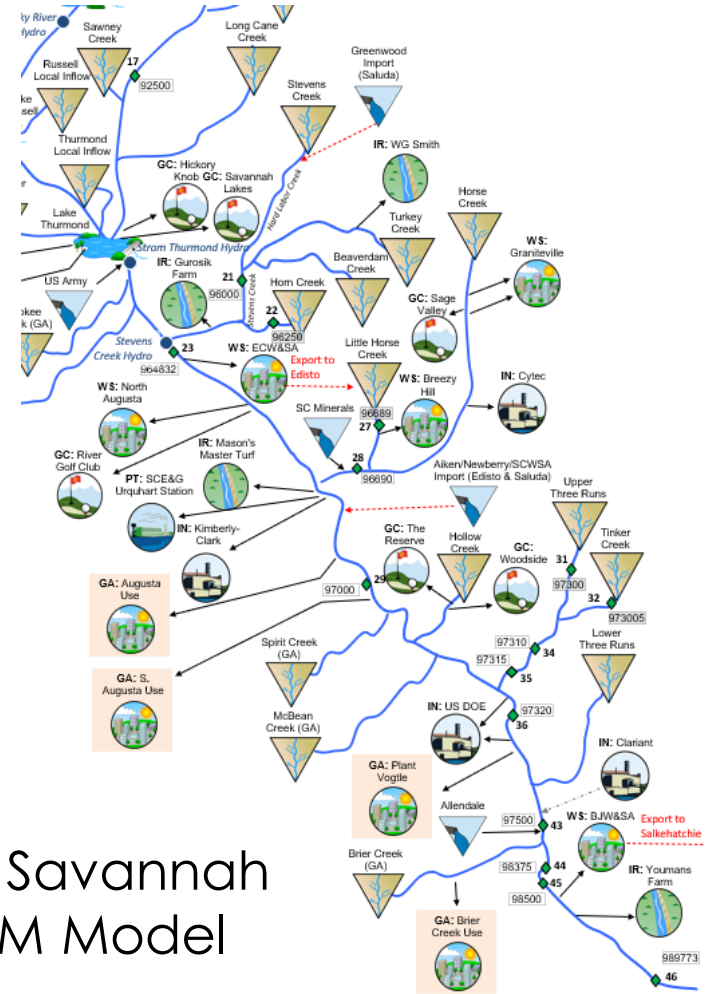 ky River
Hydro
Sawney
Creek
17
92500
Long Cane
Creek
Russell
Local Inflow
ke
sell
Greenwood
Import
(Saluda)
Stevens
Creek
Thurmond
Local Inflow
IR: WG Smith
GC: Hickory
Knob
GC: Savannah
Lakes
Hard Labor Creek
Horse
Creek
Lake
Thurmond
Strom Thurmond Hydro
Turkey
Creek
WS:
Graniteville
US Army
IR: Gurosik
Farm
21
96000
Stevens Creek
Beaverdam
Creek
Horn Creek
GC: Sage
Valley
okee
k (GA)
22
96250
Stevens
Creek Hydro
23
964832
WS: ECW&SA
Export to
Edisto
Little Horse
Creek
WS: North
Augusta
WS: Breezy
Hill
IN: Cytec
SC Minerals
96689
27
28
96690
GC: River
Golf Club
IR: Mason's
Master Turf
PT: SCE&G
Urquhart Station
Aiken/Newberry/SCWSA
Import (Edisto & Saluda)
Upper
Three Runs
IN: Kimberly-
Clark
GC: The
Reserve
Hollow
Creek
GC:
Woodside
Tinker
Creek
31
97300
32
973005
GA: Augusta
Use
97000
29
Spirit Creek
(GA)
97310
34
97315
35
Lower
Three Runs
GA: S.
Augusta Use
McBean
Creek (GA)
IN: US DOE
97320
36
IN: Clariant
GA: Plant
Vogtle
Allendale
97500
43
WS: BJW&SA
Export to
Salkehatchie
Brier Creek
(GA)
98375
44
45
98500
IR: Youmans
Farm
Savannah
M Model
GA: Brier
Creek Use
989773
46